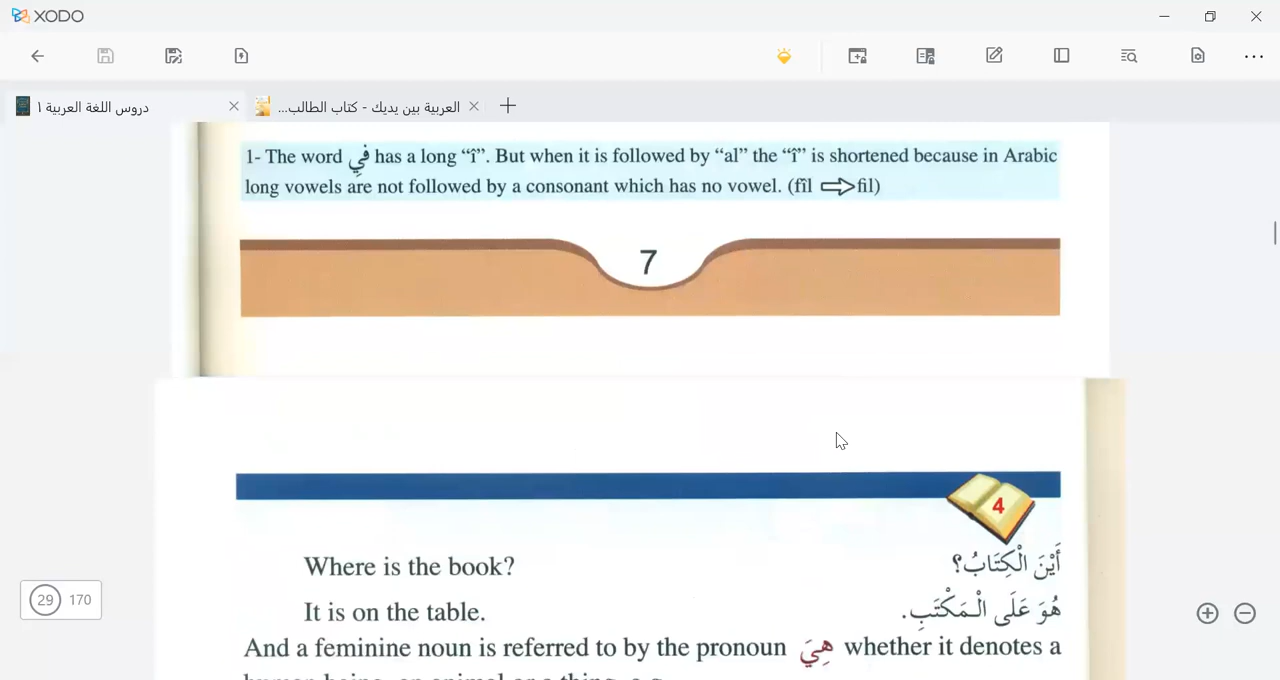 XODO
دروس اللغة العربية ١
العربية بين يديك - كتاب الطالب...
1- The word فِي has a long “î”. But when it is followed by “al” the “î” is shortened because in Arabic
long vowels are not followed by a consonant which has no vowel. (fîl ⇨ fil)
7
4
Where is the book? أَيْنَ الْكِتَابُ؟
It is on the table. هُوَ عَلَى الْمَكْتَبِ.
And a feminine noun is referred to by the pronoun هِيَ whether it denotes a
29 170